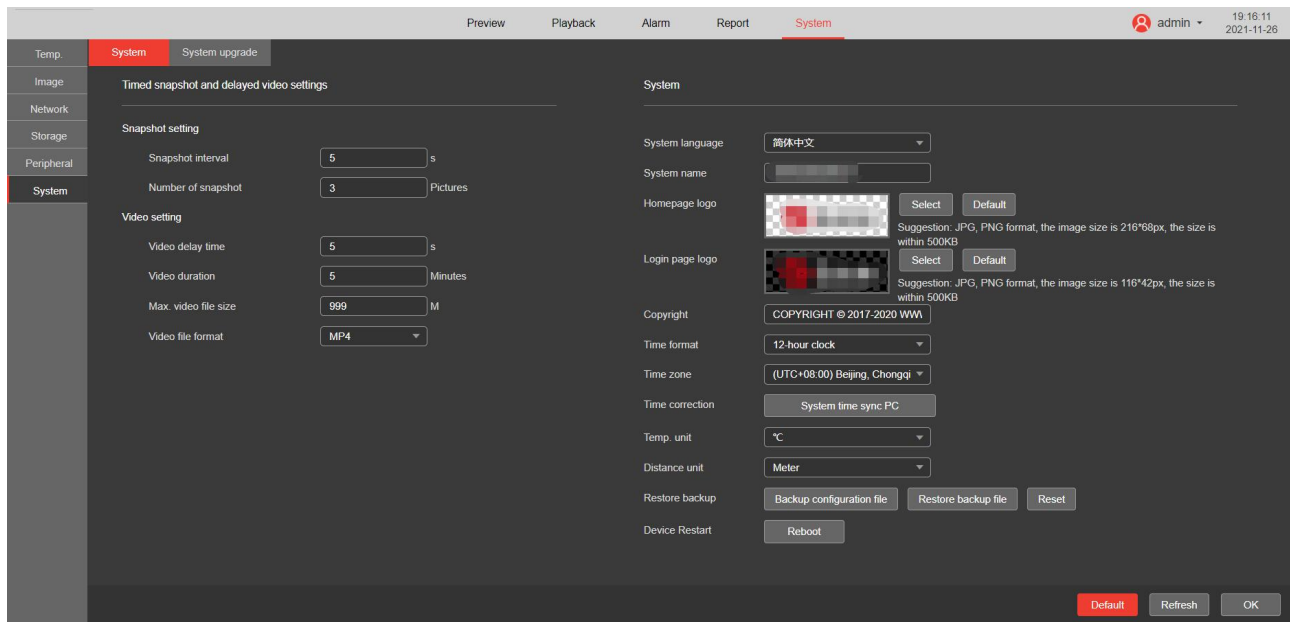 Preview Playback Alarm Report System admin 19:16:11
2021-11-26
Temp.
Image
Network
Storage
Peripheral
System
System System upgrade
Timed snapshot and delayed video settings
Snapshot setting
Snapshot interval 5 s
Number of snapshot 3 Pictures
Video setting
Video delay time 5 s
Video duration 5 Minutes
Max. video file size 999 M
Video file format MP4
System
System language 简体中文
System name
Homepage logo Select Default
Suggestion: JPG, PNG format, the image size is 216*68px, the size is
within 500KB
Login page logo Select Default
Suggestion: JPG, PNG format, the image size is 116*42px, the size is
within 500KB
Copyright COPYRIGHT © 2017-2020 WW
Time format 12-hour clock
Time zone (UTC+08:00) Beijing, Chongqi
Time correction System time sync PC
Temp. unit ℃
Distance unit Meter
Restore backup Backup configuration file Restore backup file Reset
Device Restart Reboot
Default Refresh OK